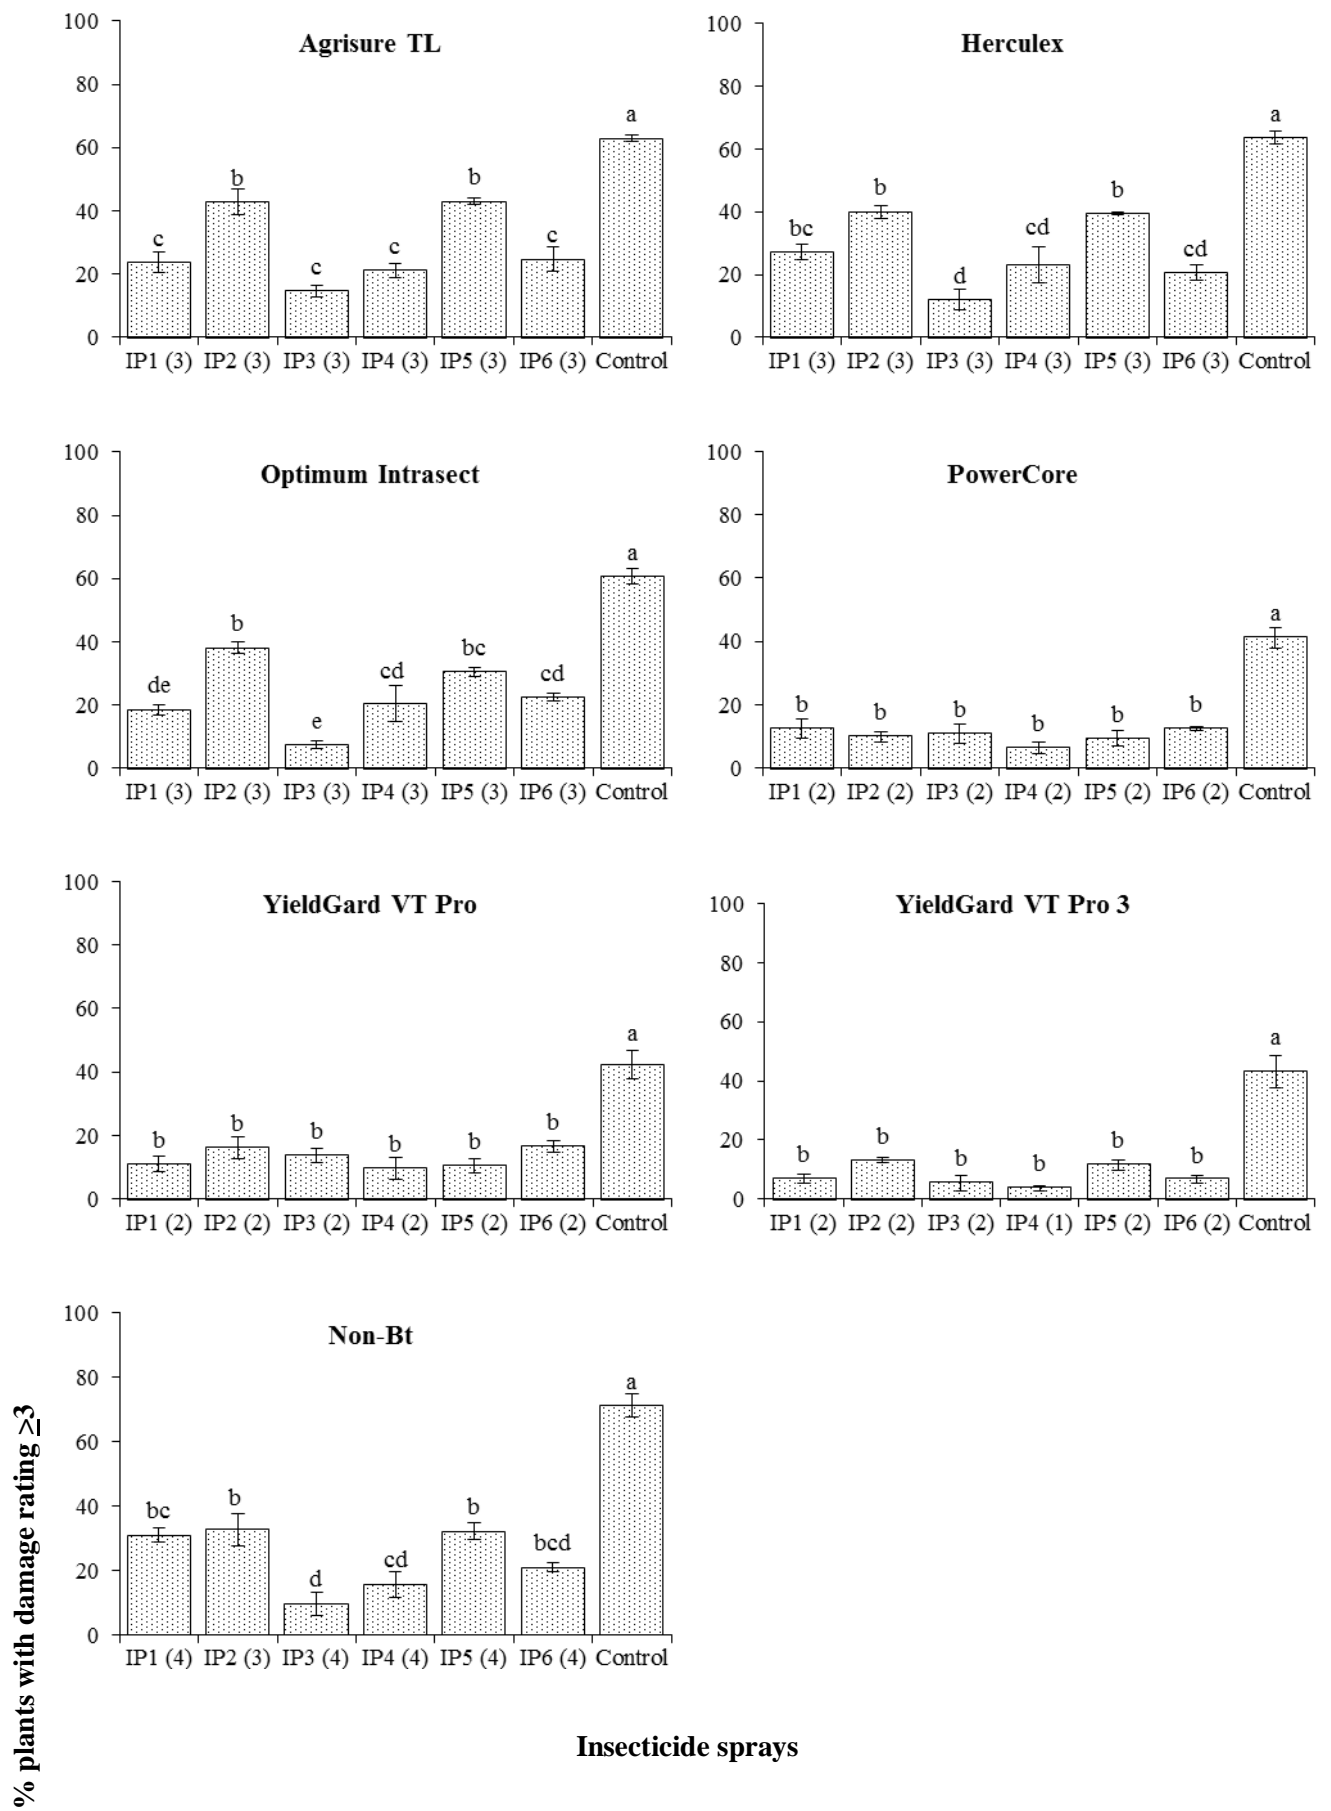 Agrisure TL
100
80
60
40
20
0
c
b
c
c
b
c
a
IP1 (3) IP2 (3) IP3 (3) IP4 (3) IP5 (3) IP6 (3) Control
Herculex
100
80
60
40
20
0
bc
b
d
cd
b
cd
a
IP1 (3) IP2 (3) IP3 (3) IP4 (3) IP5 (3) IP6 (3) Control
Optimum Intrasect
100
80
60
40
20
0
de
b
e
cd
bc
cd
a
IP1 (3) IP2 (3) IP3 (3) IP4 (3) IP5 (3) IP6 (3) Control
PowerCore
100
80
60
40
20
0
b
b
b
b
b
b
a
IP1 (2) IP2 (2) IP3 (2) IP4 (2) IP5 (2) IP6 (2) Control
YieldGard VT Pro
100
80
60
40
20
0
b
b
b
b
b
b
a
IP1 (2) IP2 (2) IP3 (2) IP4 (2) IP5 (2) IP6 (2) Control
YieldGard VT Pro 3
100
80
60
40
20
0
b
b
b
b
b
b
a
IP1 (2) IP2 (2) IP3 (2) IP4 (1) IP5 (2) IP6 (2) Control
Non-Bt
100
80
60
40
20
0
bc
b
d
cd
b
bcd
a
IP1 (4) IP2 (3) IP3 (4) IP4 (4) IP5 (4) IP6 (4) Control
% plants with damage rating ≥3
Insecticide sprays